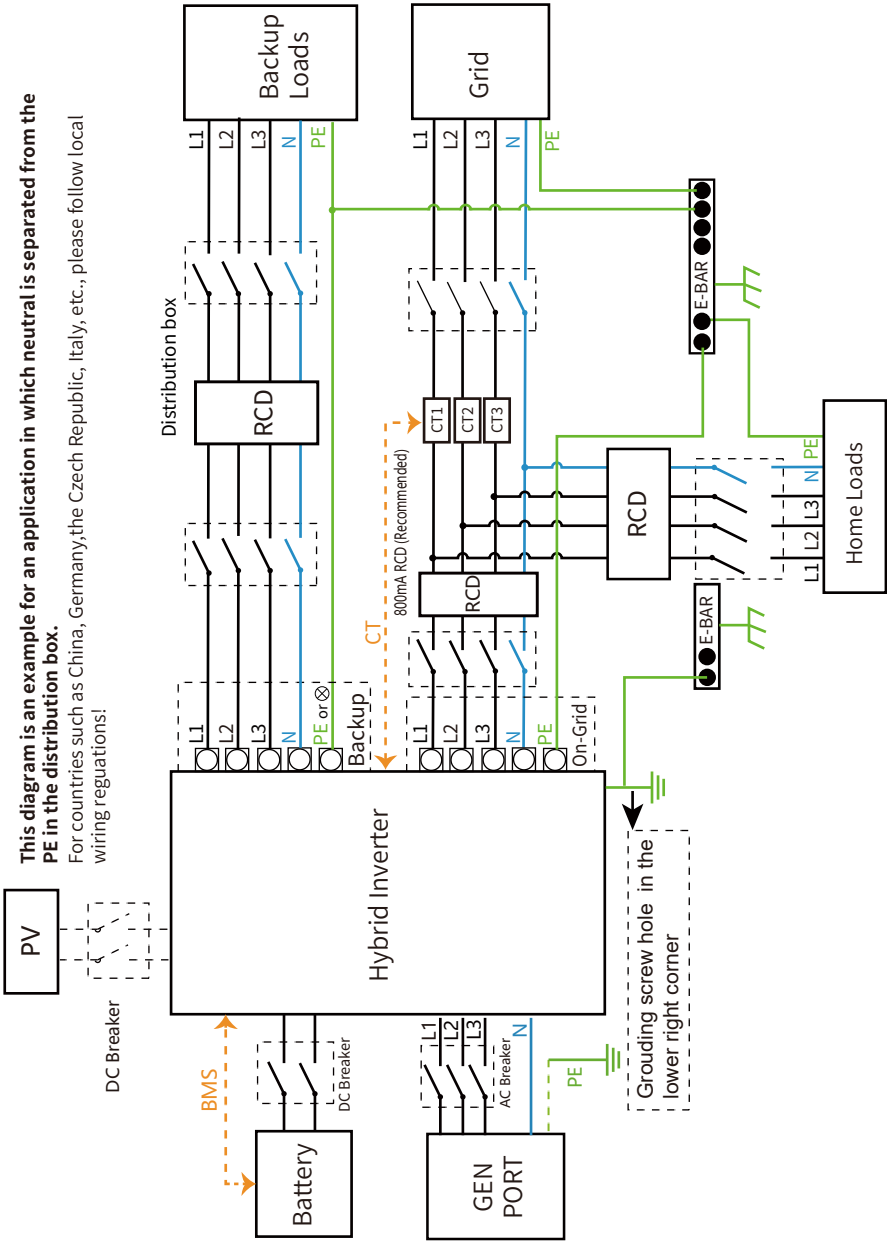 This diagram is an example for an application in which neutral is separated from the
PE in the distribution box.
For countries such as China, Germany,the Czech Republic, Italy, etc., please follow local
wiring reguations!
PV
DC Breaker
BMS
Battery
DC Breaker
GEN
PORT
AC Breaker
L1
L2
L3
N
PE
Hybrid Inverter
Grouding screw hole in the
lower right corner
Backup
L1
L2
L3
N
PE or
On-Grid
L1
L2
L3
N
PE
CT
Distribution box
RCD
Backup
Loads
L1
L2
L3
N
PE
800mA RCD (Recommended)
RCD
CT1
CT2
CT3
Grid
L1
L2
L3
N
PE
RCD
E-BAR
E-BAR
L1
L2
L3
N
PE
Home Loads